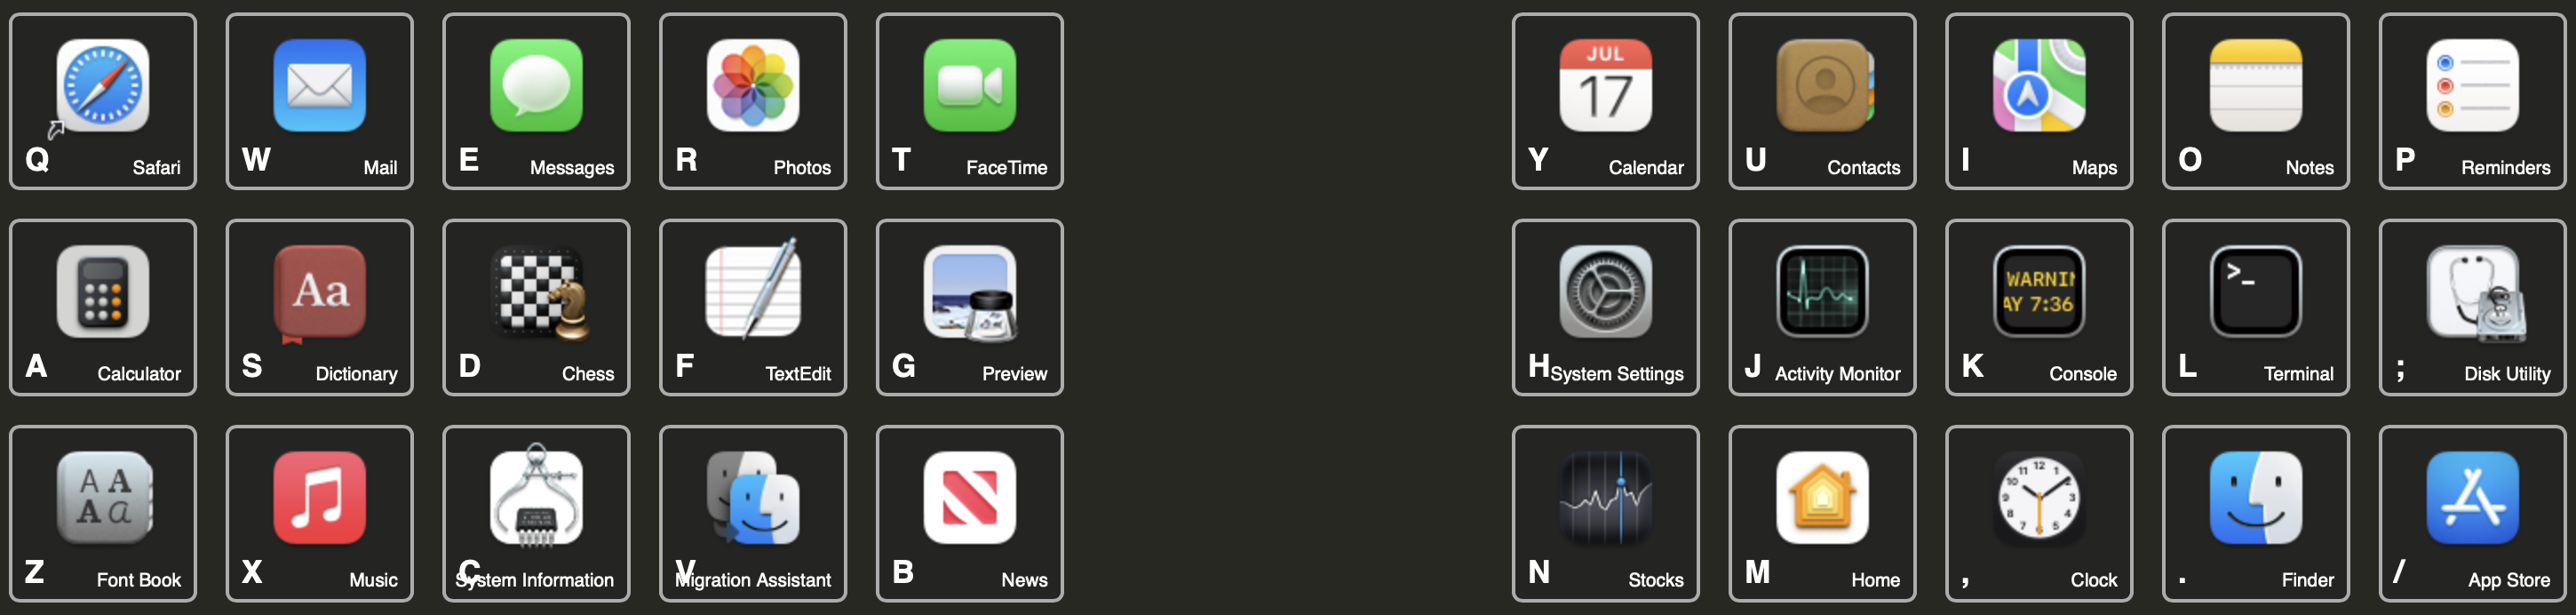 JUL
17
Q Safari
W Mail
E Messages
R Photos
T FaceTime
Y Calendar
U Contacts
I Maps
O Notes
P Reminders
Aa
WARNIN
AY 7:36
>_
A Calculator
S Dictionary
D Chess
F TextEdit
G Preview
H System Settings
J Activity Monitor
K Console
L Terminal
; Disk Utility
A A
A a
12
11 1
10 2
9 3
8 4
7 5
6
Z Font Book
X Music
C System Information
V Migration Assistant
B News
N Stocks
M Home
, Clock
. Finder
/ App Store